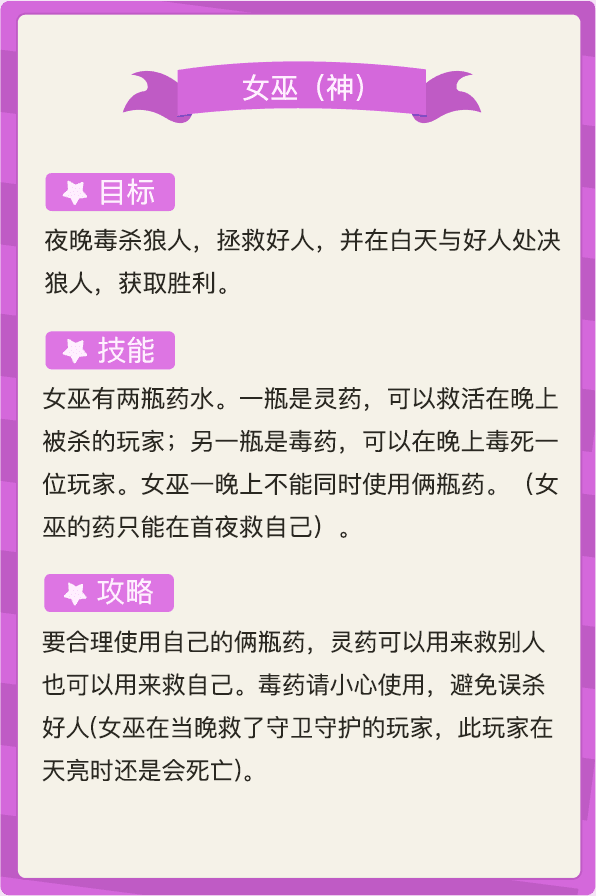 女巫（神）
目标
夜晚毒杀狼人，拯救好人，并在白天与好人处决
狼人，获取胜利。
技能
女巫有两瓶药水。一瓶是灵药，可以救活在晚上
被杀的玩家；另一瓶是毒药，可以在晚上毒死一
位玩家。女巫一晚上不能同时使用俩瓶药。（女
巫的药只能在首夜救自己）。
攻略
要合理使用自己的俩瓶药，灵药可以用来救别人
也可以用来救自己。毒药请小心使用，避免误杀
好人(女巫在当晚救了守卫守护的玩家，此玩家在
天亮时还是会死亡)。